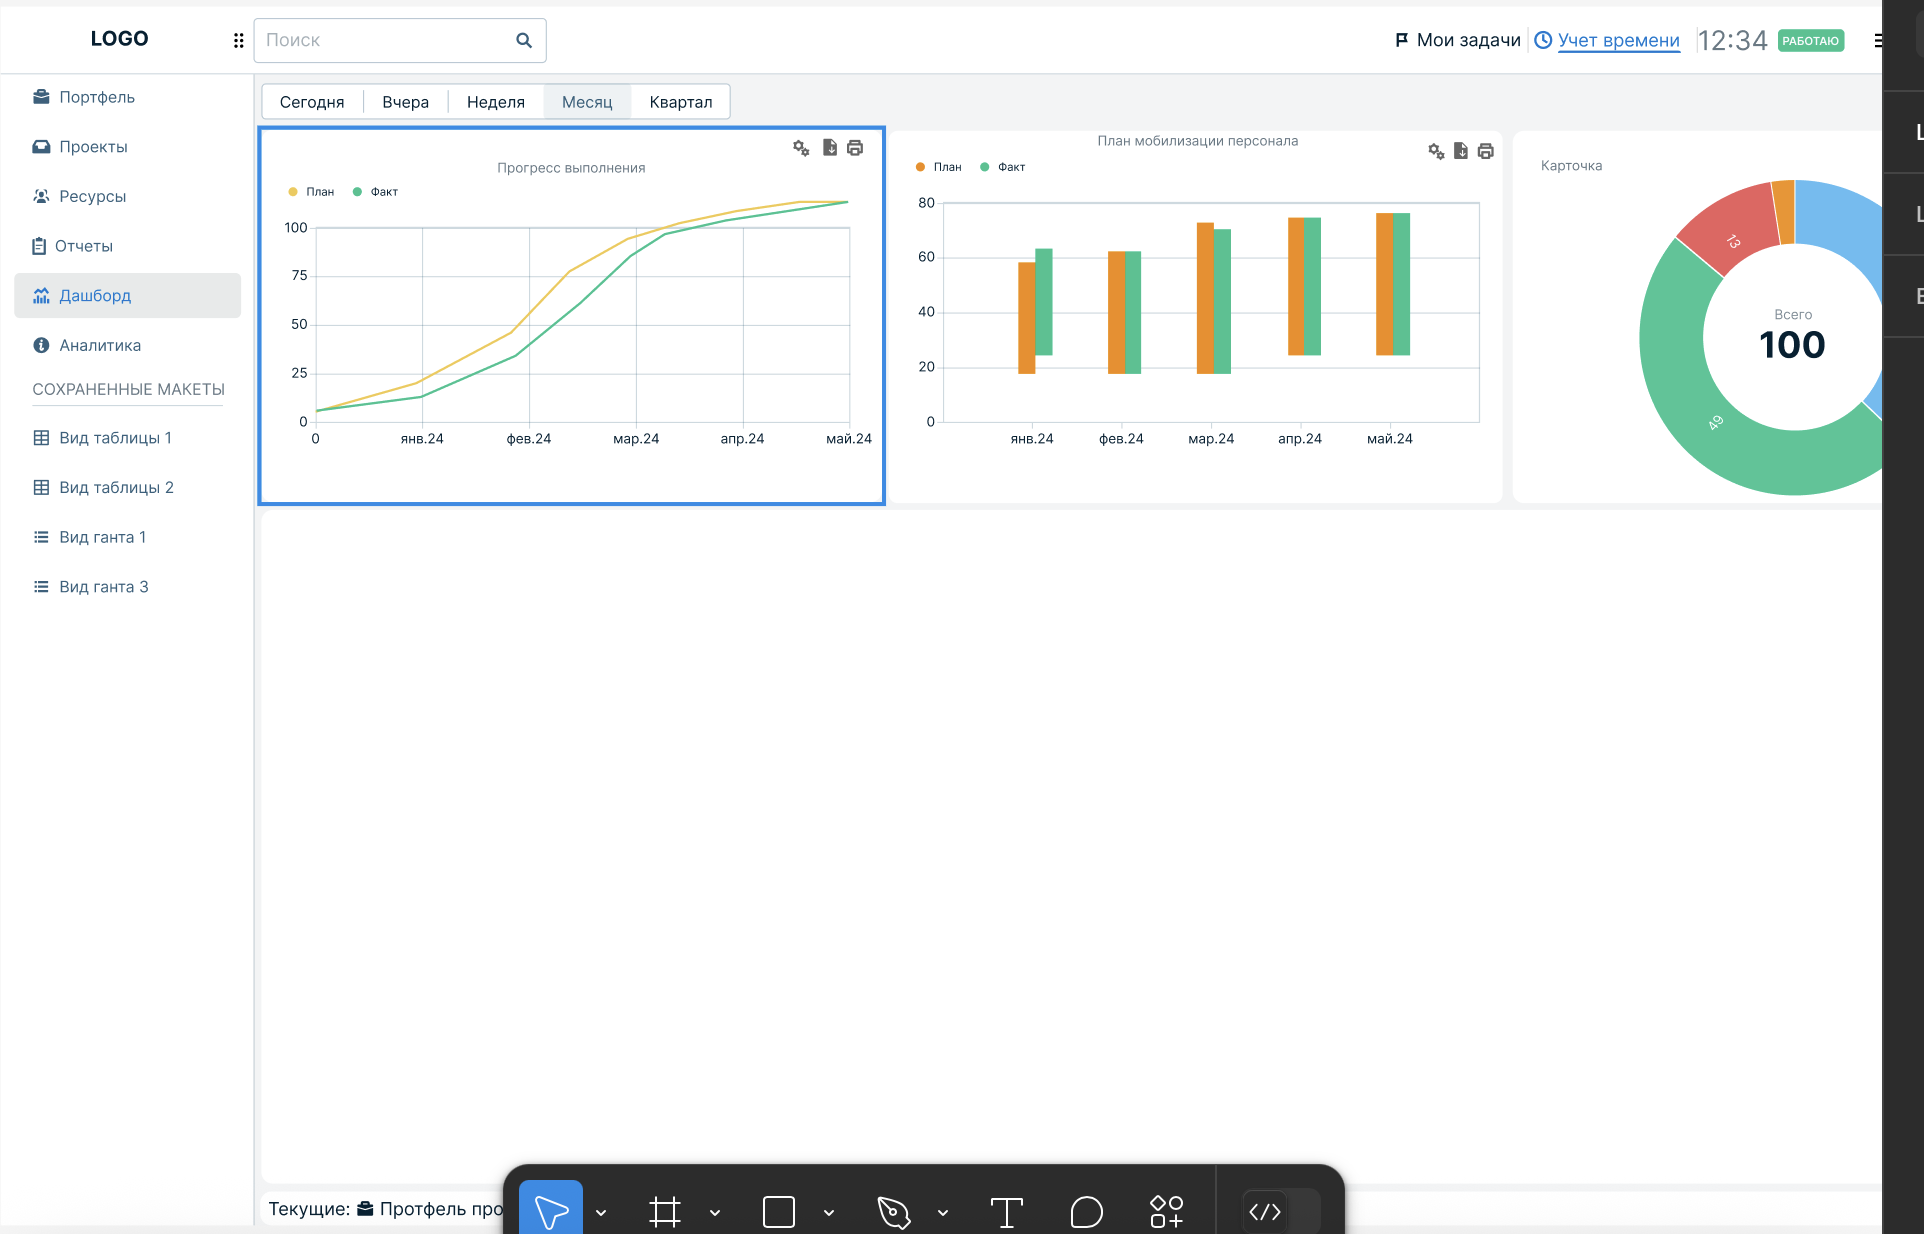 LOGO
Поиск
Мои задачи
Учет времени
12:34
РАБОТАЮ
Портфель
Проекты
Ресурсы
Отчеты
Дашборд
Аналитика
СОХРАНЕННЫЕ МАКЕТЫ
Вид таблицы 1
Вид таблицы 2
Вид ганта 1
Вид ганта 3
Сегодня
Вчера
Неделя
Месяц
Квартал
Прогресс выполнения
План
Факт
100
75
50
25
0
0
янв.24
фев.24
мар.24
апр.24
май.24
План мобилизации персонала
План
Факт
80
60
40
20
0
янв.24
фев.24
мар.24
апр.24
май.24
Карточка
13
49
Всего
100
Текущие: Протфель про